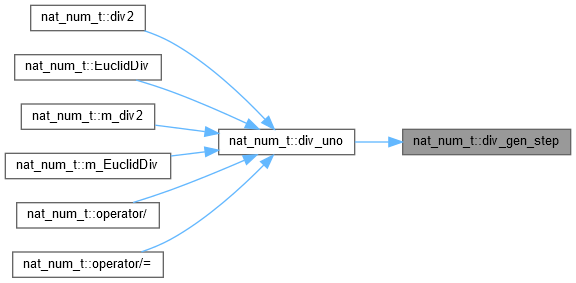 nat_num_t::div2
nat_num_t::EuclidDiv
nat_num_t::m_div2
nat_num_t::m_EuclidDiv
nat_num_t::operator/
nat_num_t::operator/=
nat_num_t::div_uno
nat_num_t::div_gen_step